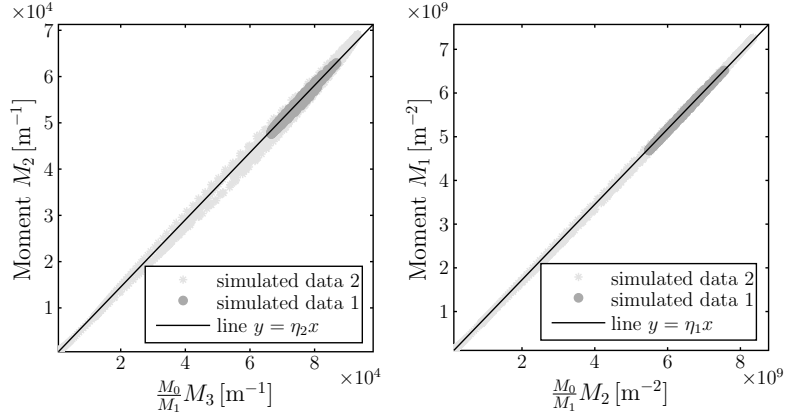 ×10⁴
7
6
5
4
3
2
1
Moment M₂ [m⁻¹]
simulated data 2
simulated data 1
line y = η₂x
2 4 6 8
×10⁴
M₀/M₁ M₃ [m⁻¹]
×10⁹
7
6
5
4
3
2
1
Moment M₁ [m⁻²]
simulated data 2
simulated data 1
line y = η₁x
2 4 6 8
×10⁹
M₀/M₁ M₂ [m⁻²]